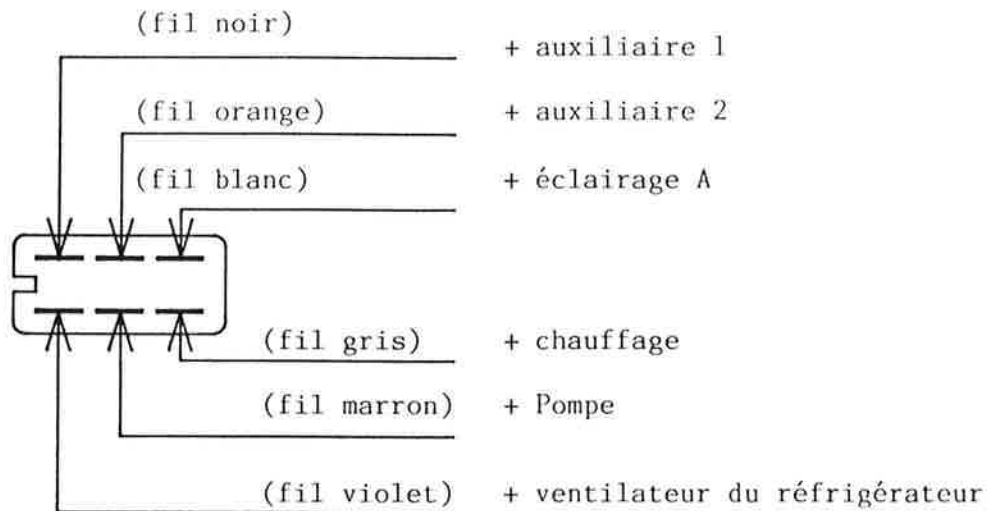 (fil noir)
+ auxiliaire 1
(fil orange)
+ auxiliaire 2
(fil blanc)
+ éclairage A
(fil gris)
+ chauffage
(fil marron)
+ Pompe
(fil violet)
+ ventilateur du réfrigérateur